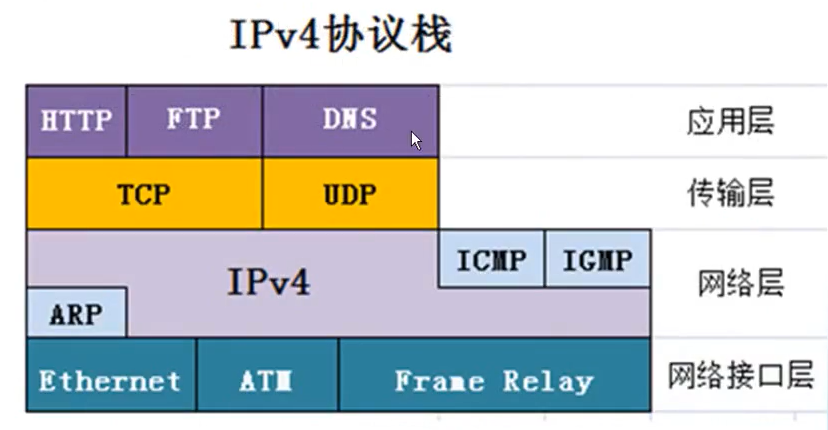 IPv4协议栈
HTTP FTP DNS 应用层
TCP UDP 传输层
ICMP IGMP
IPv4 网络层
ARP
Ethernet ATM Frame Relay 网络接口层